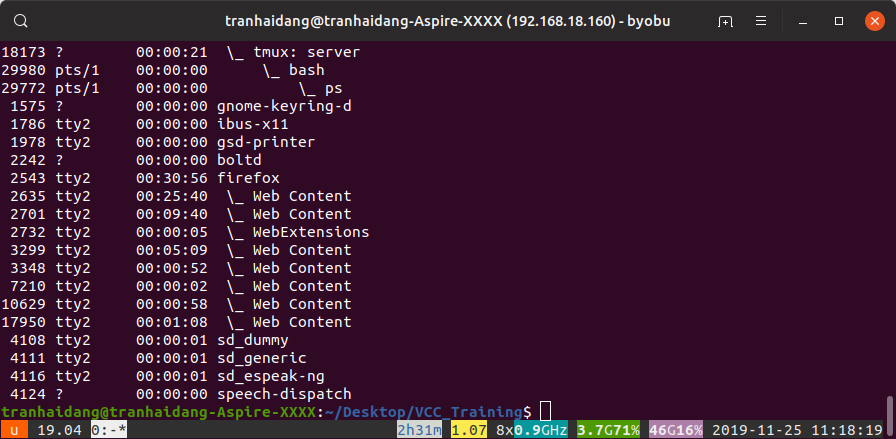 tranhaidang@tranhaidang-Aspire-XXXX (192.168.18.160) - byobu
18173 ?        00:00:21  \_ tmux: server
29980 pts/1    00:00:00      \_ bash
29772 pts/1    00:00:00          \_ ps
 1575 ?        00:00:00 gnome-keyring-d
 1786 tty2     00:00:00 ibus-x11
 1978 tty2     00:00:00 gsd-printer
 2242 ?        00:00:00 boltd
 2543 tty2     00:30:56 firefox
 2635 tty2     00:25:40  \_ Web Content
 2701 tty2     00:09:40  \_ Web Content
 2732 tty2     00:00:05  \_ WebExtensions
 3299 tty2     00:05:09  \_ Web Content
 3348 tty2     00:00:52  \_ Web Content
 7210 tty2     00:00:02  \_ Web Content
10629 tty2     00:00:58  \_ Web Content
17950 tty2     00:01:08  \_ Web Content
 4108 tty2     00:00:01 sd_dummy
 4111 tty2     00:00:01 sd_generic
 4116 tty2     00:00:01 sd_espeak-ng
 4124 ?        00:00:00 speech-dispatch
tranhaidang@tranhaidang-Aspire-XXXX:~/Desktop/VCC_Training$
u 19.04 0:-* 2h31m 1.07 8x0.9GHz 3.7G71% 46G16% 2019-11-25 11:18:19